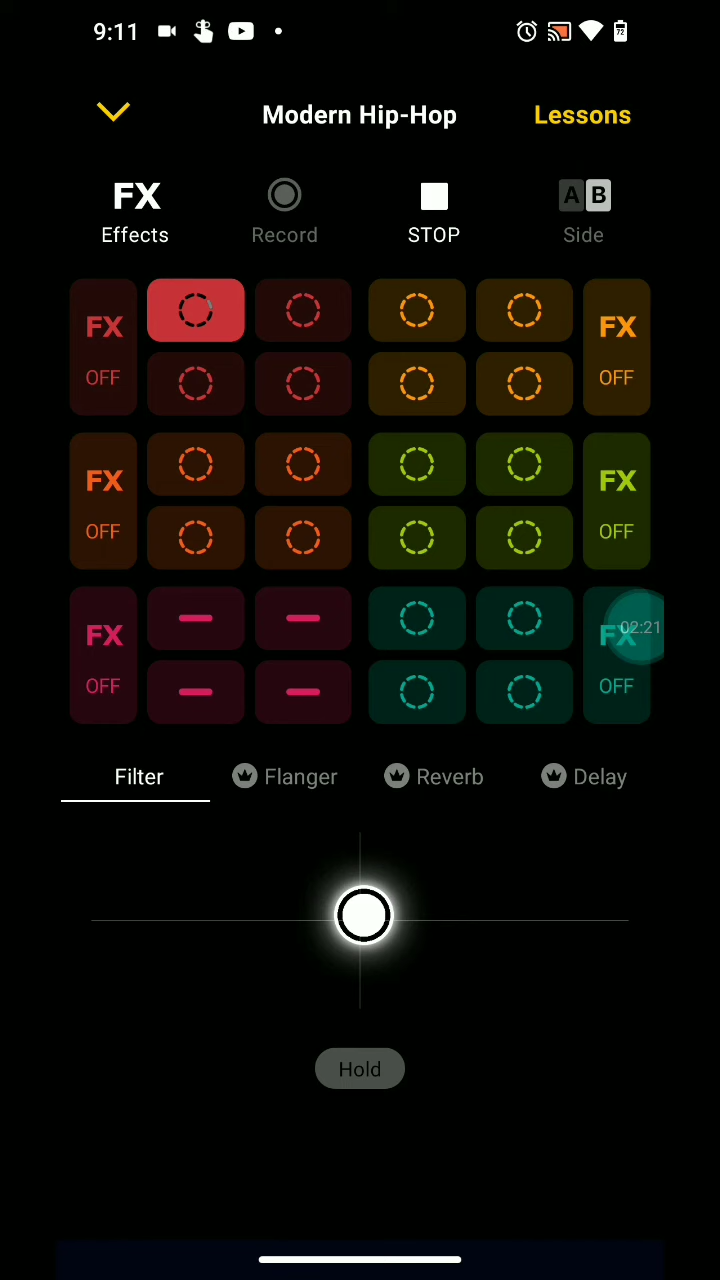 9:11
72
Modern Hip-Hop Lessons
FX A B
Effects Record STOP Side
FX FX
OFF OFF
FX FX
OFF OFF
FX FX 02:21
OFF OFF
Filter Flanger Reverb Delay
Hold